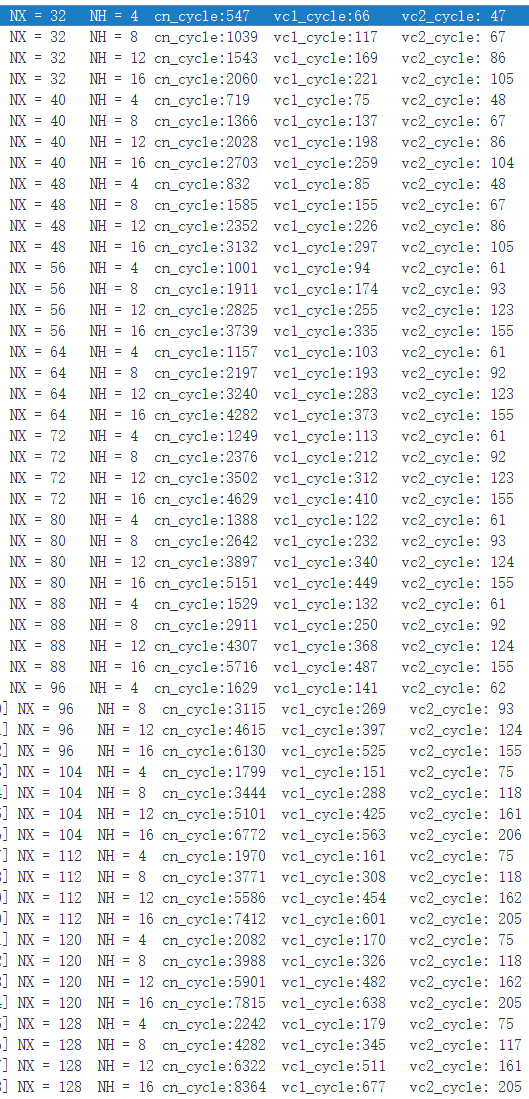 NX = 32 NH = 4 cn_cycle:547 vc1_cycle:66 vc2_cycle: 47
NX = 32 NH = 8 cn_cycle:1039 vc1_cycle:117 vc2_cycle: 67
NX = 32 NH = 12 cn_cycle:1543 vc1_cycle:169 vc2_cycle: 86
NX = 32 NH = 16 cn_cycle:2060 vc1_cycle:221 vc2_cycle: 105
NX = 40 NH = 4 cn_cycle:719 vc1_cycle:75 vc2_cycle: 48
NX = 40 NH = 8 cn_cycle:1366 vc1_cycle:137 vc2_cycle: 67
NX = 40 NH = 12 cn_cycle:2028 vc1_cycle:198 vc2_cycle: 86
NX = 40 NH = 16 cn_cycle:2703 vc1_cycle:259 vc2_cycle: 104
NX = 48 NH = 4 cn_cycle:832 vc1_cycle:85 vc2_cycle: 48
NX = 48 NH = 8 cn_cycle:1585 vc1_cycle:155 vc2_cycle: 67
NX = 48 NH = 12 cn_cycle:2352 vc1_cycle:226 vc2_cycle: 86
NX = 48 NH = 16 cn_cycle:3132 vc1_cycle:297 vc2_cycle: 105
NX = 56 NH = 4 cn_cycle:1001 vc1_cycle:94 vc2_cycle: 61
NX = 56 NH = 8 cn_cycle:1911 vc1_cycle:174 vc2_cycle: 93
NX = 56 NH = 12 cn_cycle:2825 vc1_cycle:255 vc2_cycle: 123
NX = 56 NH = 16 cn_cycle:3739 vc1_cycle:335 vc2_cycle: 155
NX = 64 NH = 4 cn_cycle:1157 vc1_cycle:103 vc2_cycle: 61
NX = 64 NH = 8 cn_cycle:2197 vc1_cycle:193 vc2_cycle: 92
NX = 64 NH = 12 cn_cycle:3240 vc1_cycle:283 vc2_cycle: 123
NX = 64 NH = 16 cn_cycle:4282 vc1_cycle:373 vc2_cycle: 155
NX = 72 NH = 4 cn_cycle:1249 vc1_cycle:113 vc2_cycle: 61
NX = 72 NH = 8 cn_cycle:2376 vc1_cycle:212 vc2_cycle: 92
NX = 72 NH = 12 cn_cycle:3502 vc1_cycle:312 vc2_cycle: 123
NX = 72 NH = 16 cn_cycle:4629 vc1_cycle:410 vc2_cycle: 155
NX = 80 NH = 4 cn_cycle:1388 vc1_cycle:122 vc2_cycle: 61
NX = 80 NH = 8 cn_cycle:2642 vc1_cycle:232 vc2_cycle: 93
NX = 80 NH = 12 cn_cycle:3897 vc1_cycle:340 vc2_cycle: 124
NX = 80 NH = 16 cn_cycle:5151 vc1_cycle:449 vc2_cycle: 155
NX = 88 NH = 4 cn_cycle:1529 vc1_cycle:132 vc2_cycle: 61
NX = 88 NH = 8 cn_cycle:2911 vc1_cycle:250 vc2_cycle: 92
NX = 88 NH = 12 cn_cycle:4307 vc1_cycle:368 vc2_cycle: 124
NX = 88 NH = 16 cn_cycle:5716 vc1_cycle:487 vc2_cycle: 155
NX = 96 NH = 4 cn_cycle:1629 vc1_cycle:141 vc2_cycle: 62
] NX = 96 NH = 8 cn_cycle:3115 vc1_cycle:269 vc2_cycle: 93
] NX = 96 NH = 12 cn_cycle:4615 vc1_cycle:397 vc2_cycle: 124
] NX = 96 NH = 16 cn_cycle:6130 vc1_cycle:525 vc2_cycle: 155
] NX = 104 NH = 4 cn_cycle:1799 vc1_cycle:151 vc2_cycle: 75
] NX = 104 NH = 8 cn_cycle:3444 vc1_cycle:288 vc2_cycle: 118
] NX = 104 NH = 12 cn_cycle:5101 vc1_cycle:425 vc2_cycle: 161
] NX = 104 NH = 16 cn_cycle:6772 vc1_cycle:563 vc2_cycle: 206
] NX = 112 NH = 4 cn_cycle:1970 vc1_cycle:161 vc2_cycle: 75
] NX = 112 NH = 8 cn_cycle:3771 vc1_cycle:308 vc2_cycle: 118
] NX = 112 NH = 12 cn_cycle:5586 vc1_cycle:454 vc2_cycle: 162
] NX = 112 NH = 16 cn_cycle:7412 vc1_cycle:601 vc2_cycle: 205
] NX = 120 NH = 4 cn_cycle:2082 vc1_cycle:170 vc2_cycle: 75
] NX = 120 NH = 8 cn_cycle:3988 vc1_cycle:326 vc2_cycle: 118
] NX = 120 NH = 12 cn_cycle:5901 vc1_cycle:482 vc2_cycle: 162
] NX = 120 NH = 16 cn_cycle:7815 vc1_cycle:638 vc2_cycle: 205
] NX = 128 NH = 4 cn_cycle:2242 vc1_cycle:179 vc2_cycle: 75
] NX = 128 NH = 8 cn_cycle:4282 vc1_cycle:345 vc2_cycle: 117
] NX = 128 NH = 12 cn_cycle:6322 vc1_cycle:511 vc2_cycle: 161
] NX = 128 NH = 16 cn_cycle:8364 vc1_cycle:677 vc2_cycle: 205